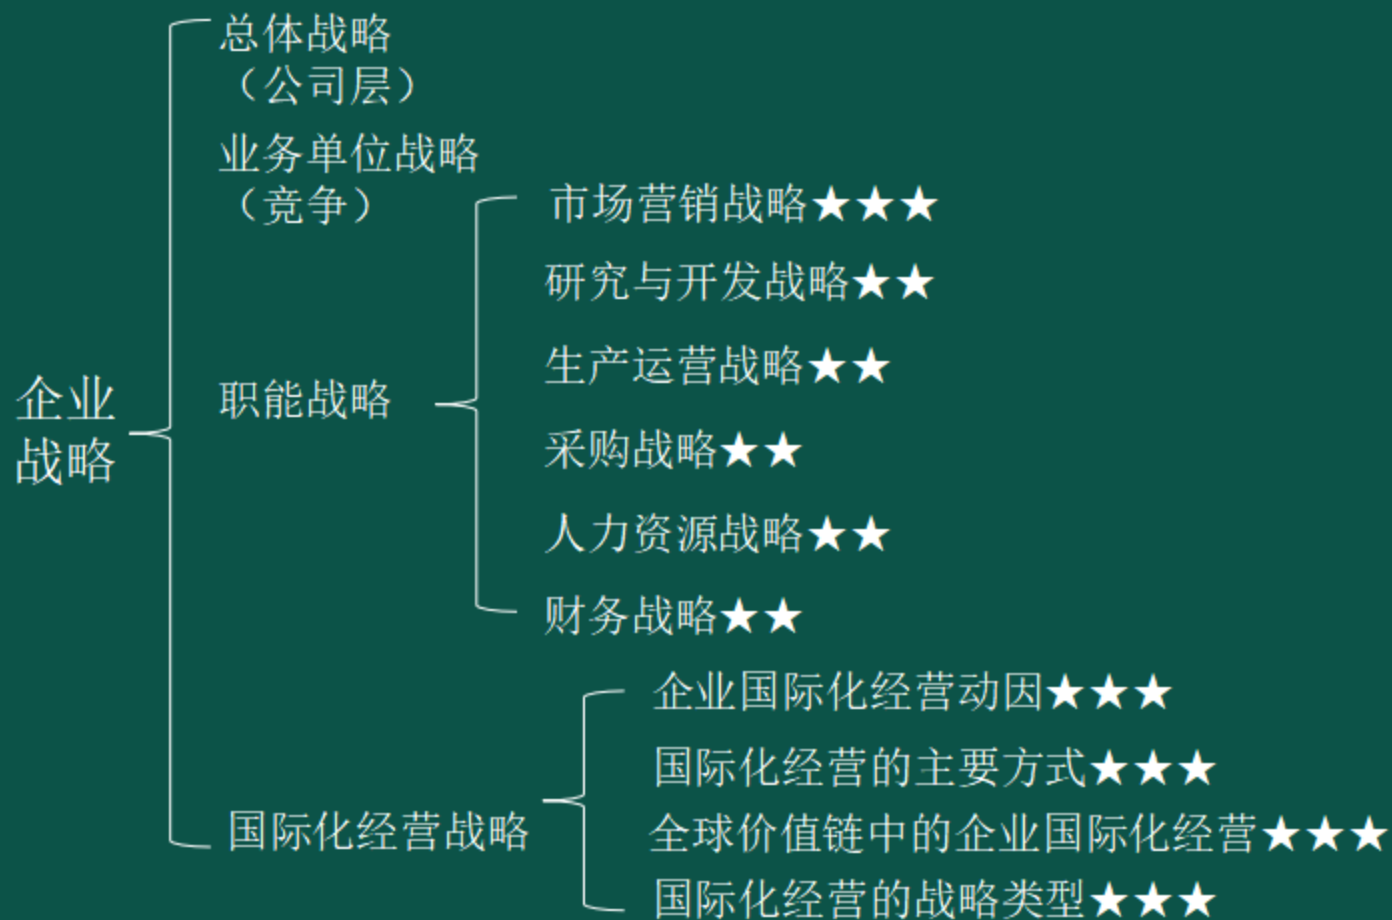 总体战略
（公司层）
业务单位战略
（竞争）
市场营销战略★★★
研究与开发战略★★
生产运营战略★★
企业
战略
职能战略
采购战略★★
人力资源战略★★
财务战略★★
企业国际化经营动因★★★
国际化经营的主要方式★★★
国际化经营战略
全球价值链中的企业国际化经营★★★
国际化经营的战略类型★★★